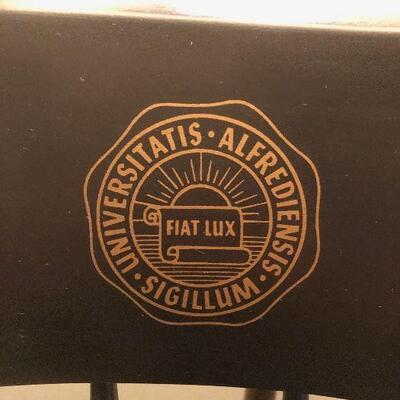 UNIVERSITATIS · ALFREDIENSIS · SIGILLUM ·
FIAT LUX